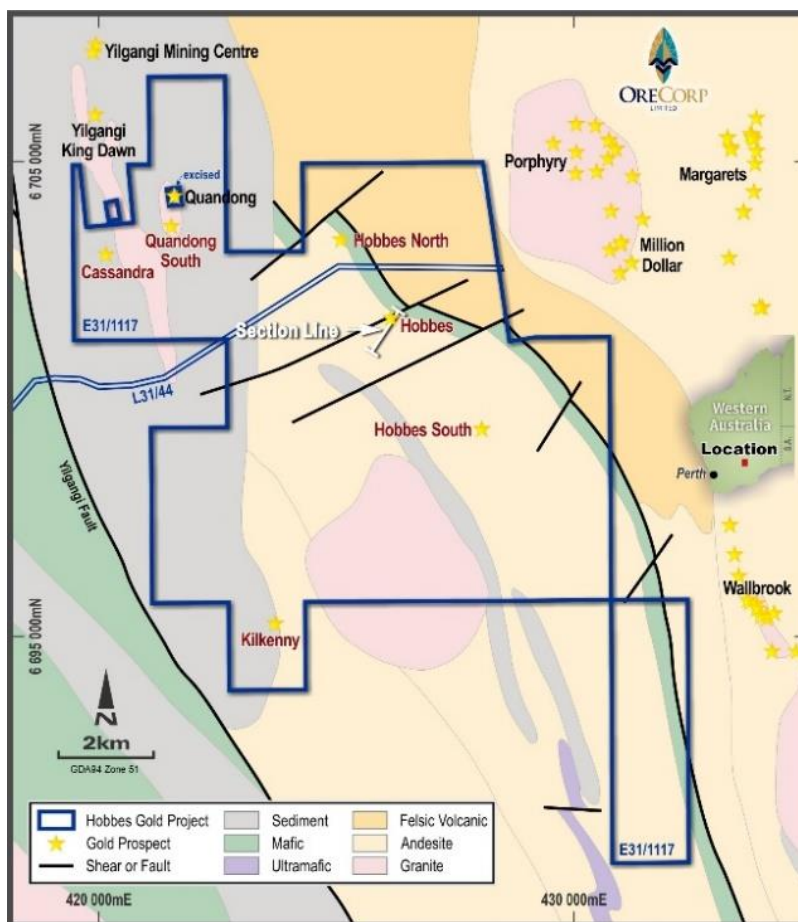 Yilgangi Mining Centre
ORECORP
LIMITED
Yilgangi
King Dawn
Porphyry
Margarets
6 705 000mN
excised
Quandong
Quandong
South
Hobbes North
Cassandra
Million
Dollar
E31/1117
Section Line
Hobbes
L31/44
Western
Australia
N.T.
S.A.
Location
Perth
Hobbes South
Yilgangi Fault
Wallbrook
Kilkenny
6 695 000mN
N
2km
GDA94 Zone 51
Hobbes Gold Project
Sediment
Felsic Volcanic
Gold Prospect
Mafic
Andesite
Shear or Fault
Ultramafic
Granite
E31/1117
420 000mE
430 000mE